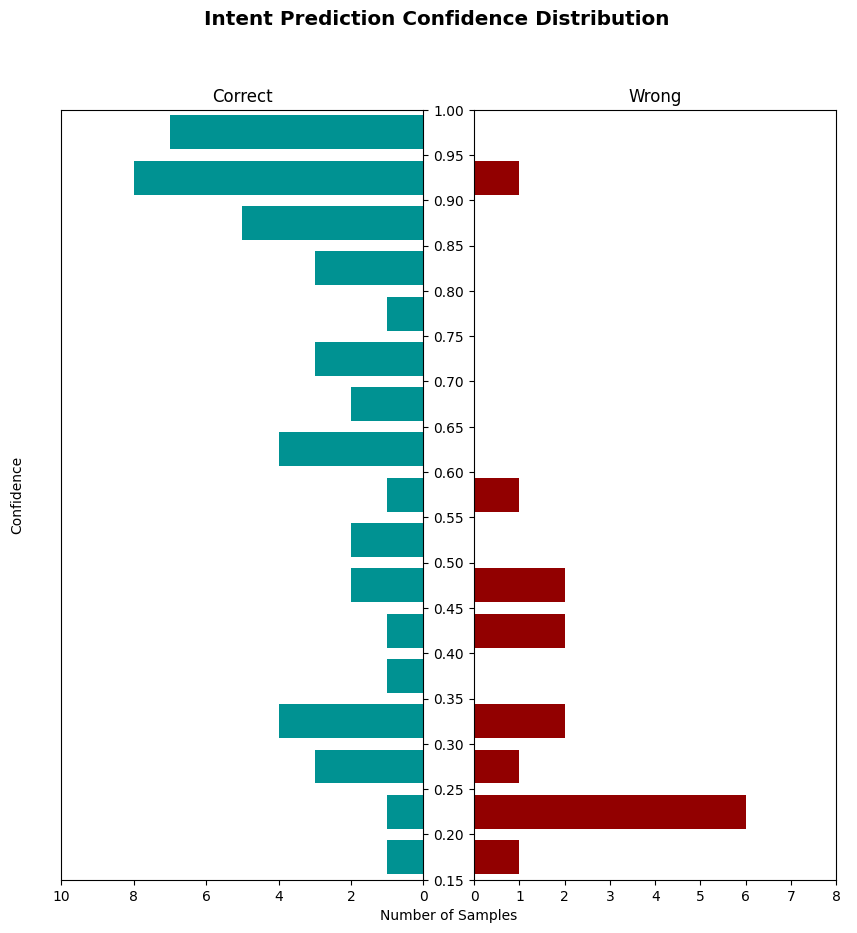 Intent Prediction Confidence Distribution
Correct
Wrong
1.00
0.95
0.90
0.85
0.80
0.75
0.70
0.65
0.60
0.55
0.50
0.45
0.40
0.35
0.30
0.25
0.20
0.15
Confidence
10 8 6 4 2 0
0 1 2 3 4 5 6 7 8
Number of Samples